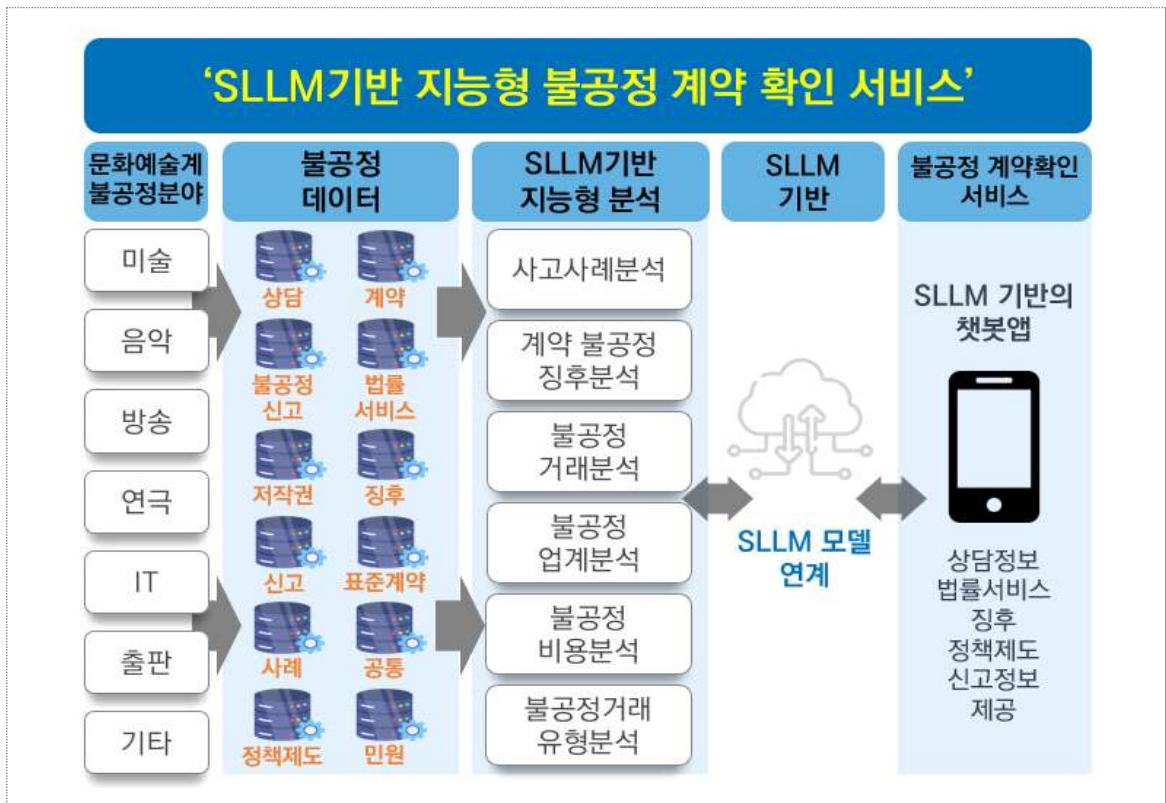 ‘SLLM기반 지능형 불공정 계약 확인 서비스’
문화예술계
불공정분야
미술
음악
방송
연극
IT
출판
기타
불공정
데이터
상담
계약
불공정
신고
법률
서비스
저작권
징후
신고
표준계약
사례
공통
정책제도
민원
SLLM기반
지능형 분석
사고사례분석
계약 불공정
징후분석
불공정
거래분석
불공정
업계분석
불공정
비용분석
불공정거래
유형분석
SLLM
기반
SLLM 모델
연계
불공정 계약확인
서비스
SLLM 기반의
챗봇앱
상담정보
법률서비스
징후
정책제도
신고정보
제공